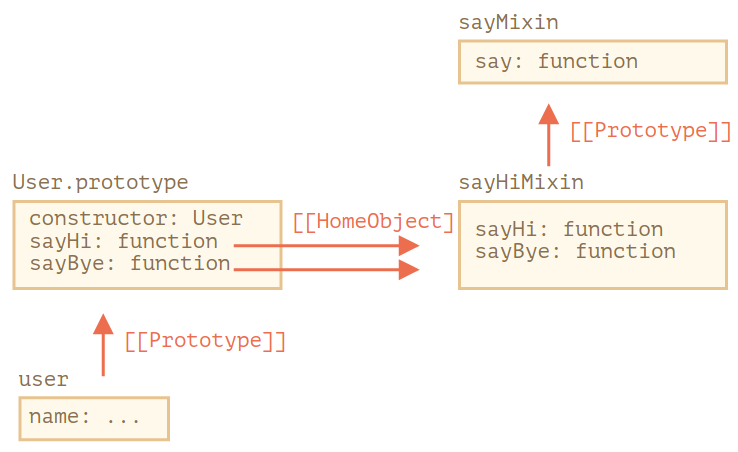 sayMixin
say: function
[[Prototype]]
User.prototype
sayHiMixin
constructor: User
sayHi: function
sayBye: function
[[HomeObject]
sayHi: function
sayBye: function
[[Prototype]]
user
name: ...